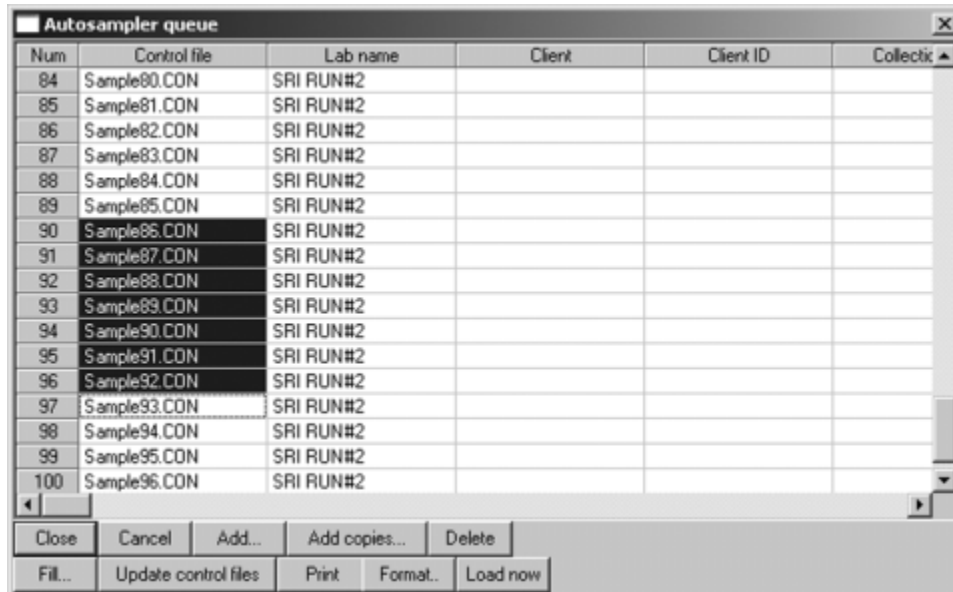 Autosampler queue
Num Control file Lab name Client Client ID Collectic
84 Sample80.CON SRI RUN#2
85 Sample81.CON SRI RUN#2
86 Sample82.CON SRI RUN#2
87 Sample83.CON SRI RUN#2
88 Sample84.CON SRI RUN#2
89 Sample85.CON SRI RUN#2
90 Sample86.CON SRI RUN#2
91 Sample87.CON SRI RUN#2
92 Sample88.CON SRI RUN#2
93 Sample89.CON SRI RUN#2
94 Sample90.CON SRI RUN#2
95 Sample91.CON SRI RUN#2
96 Sample92.CON SRI RUN#2
97 Sample93.CON SRI RUN#2
98 Sample94.CON SRI RUN#2
99 Sample95.CON SRI RUN#2
100 Sample96.CON SRI RUN#2
Close Cancel Add... Add copies... Delete
Fill... Update control files Print Format.. Load now